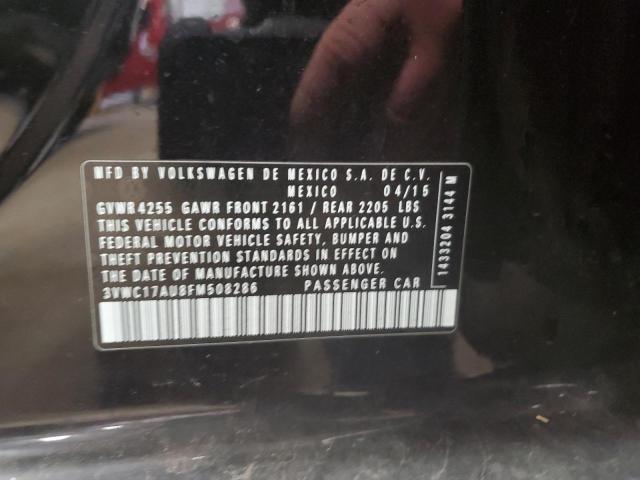 MFD BY VOLKSWAGEN DE MEXICO S.A. DE C.V.
MEXICO 04/15
GVWR 4255 GAWR FRONT 2161 / REAR 2205 LBS
THIS VEHICLE CONFORMS TO ALL APPLICABLE U.S.
FEDERAL MOTOR VEHICLE SAFETY, BUMPER AND
THEFT PREVENTION STANDARDS IN EFFECT ON
THE DATE OF MANUFACTURE SHOWN ABOVE.
3VWC17AU8FM508286 PASSENGER CAR
1433204 3144 M